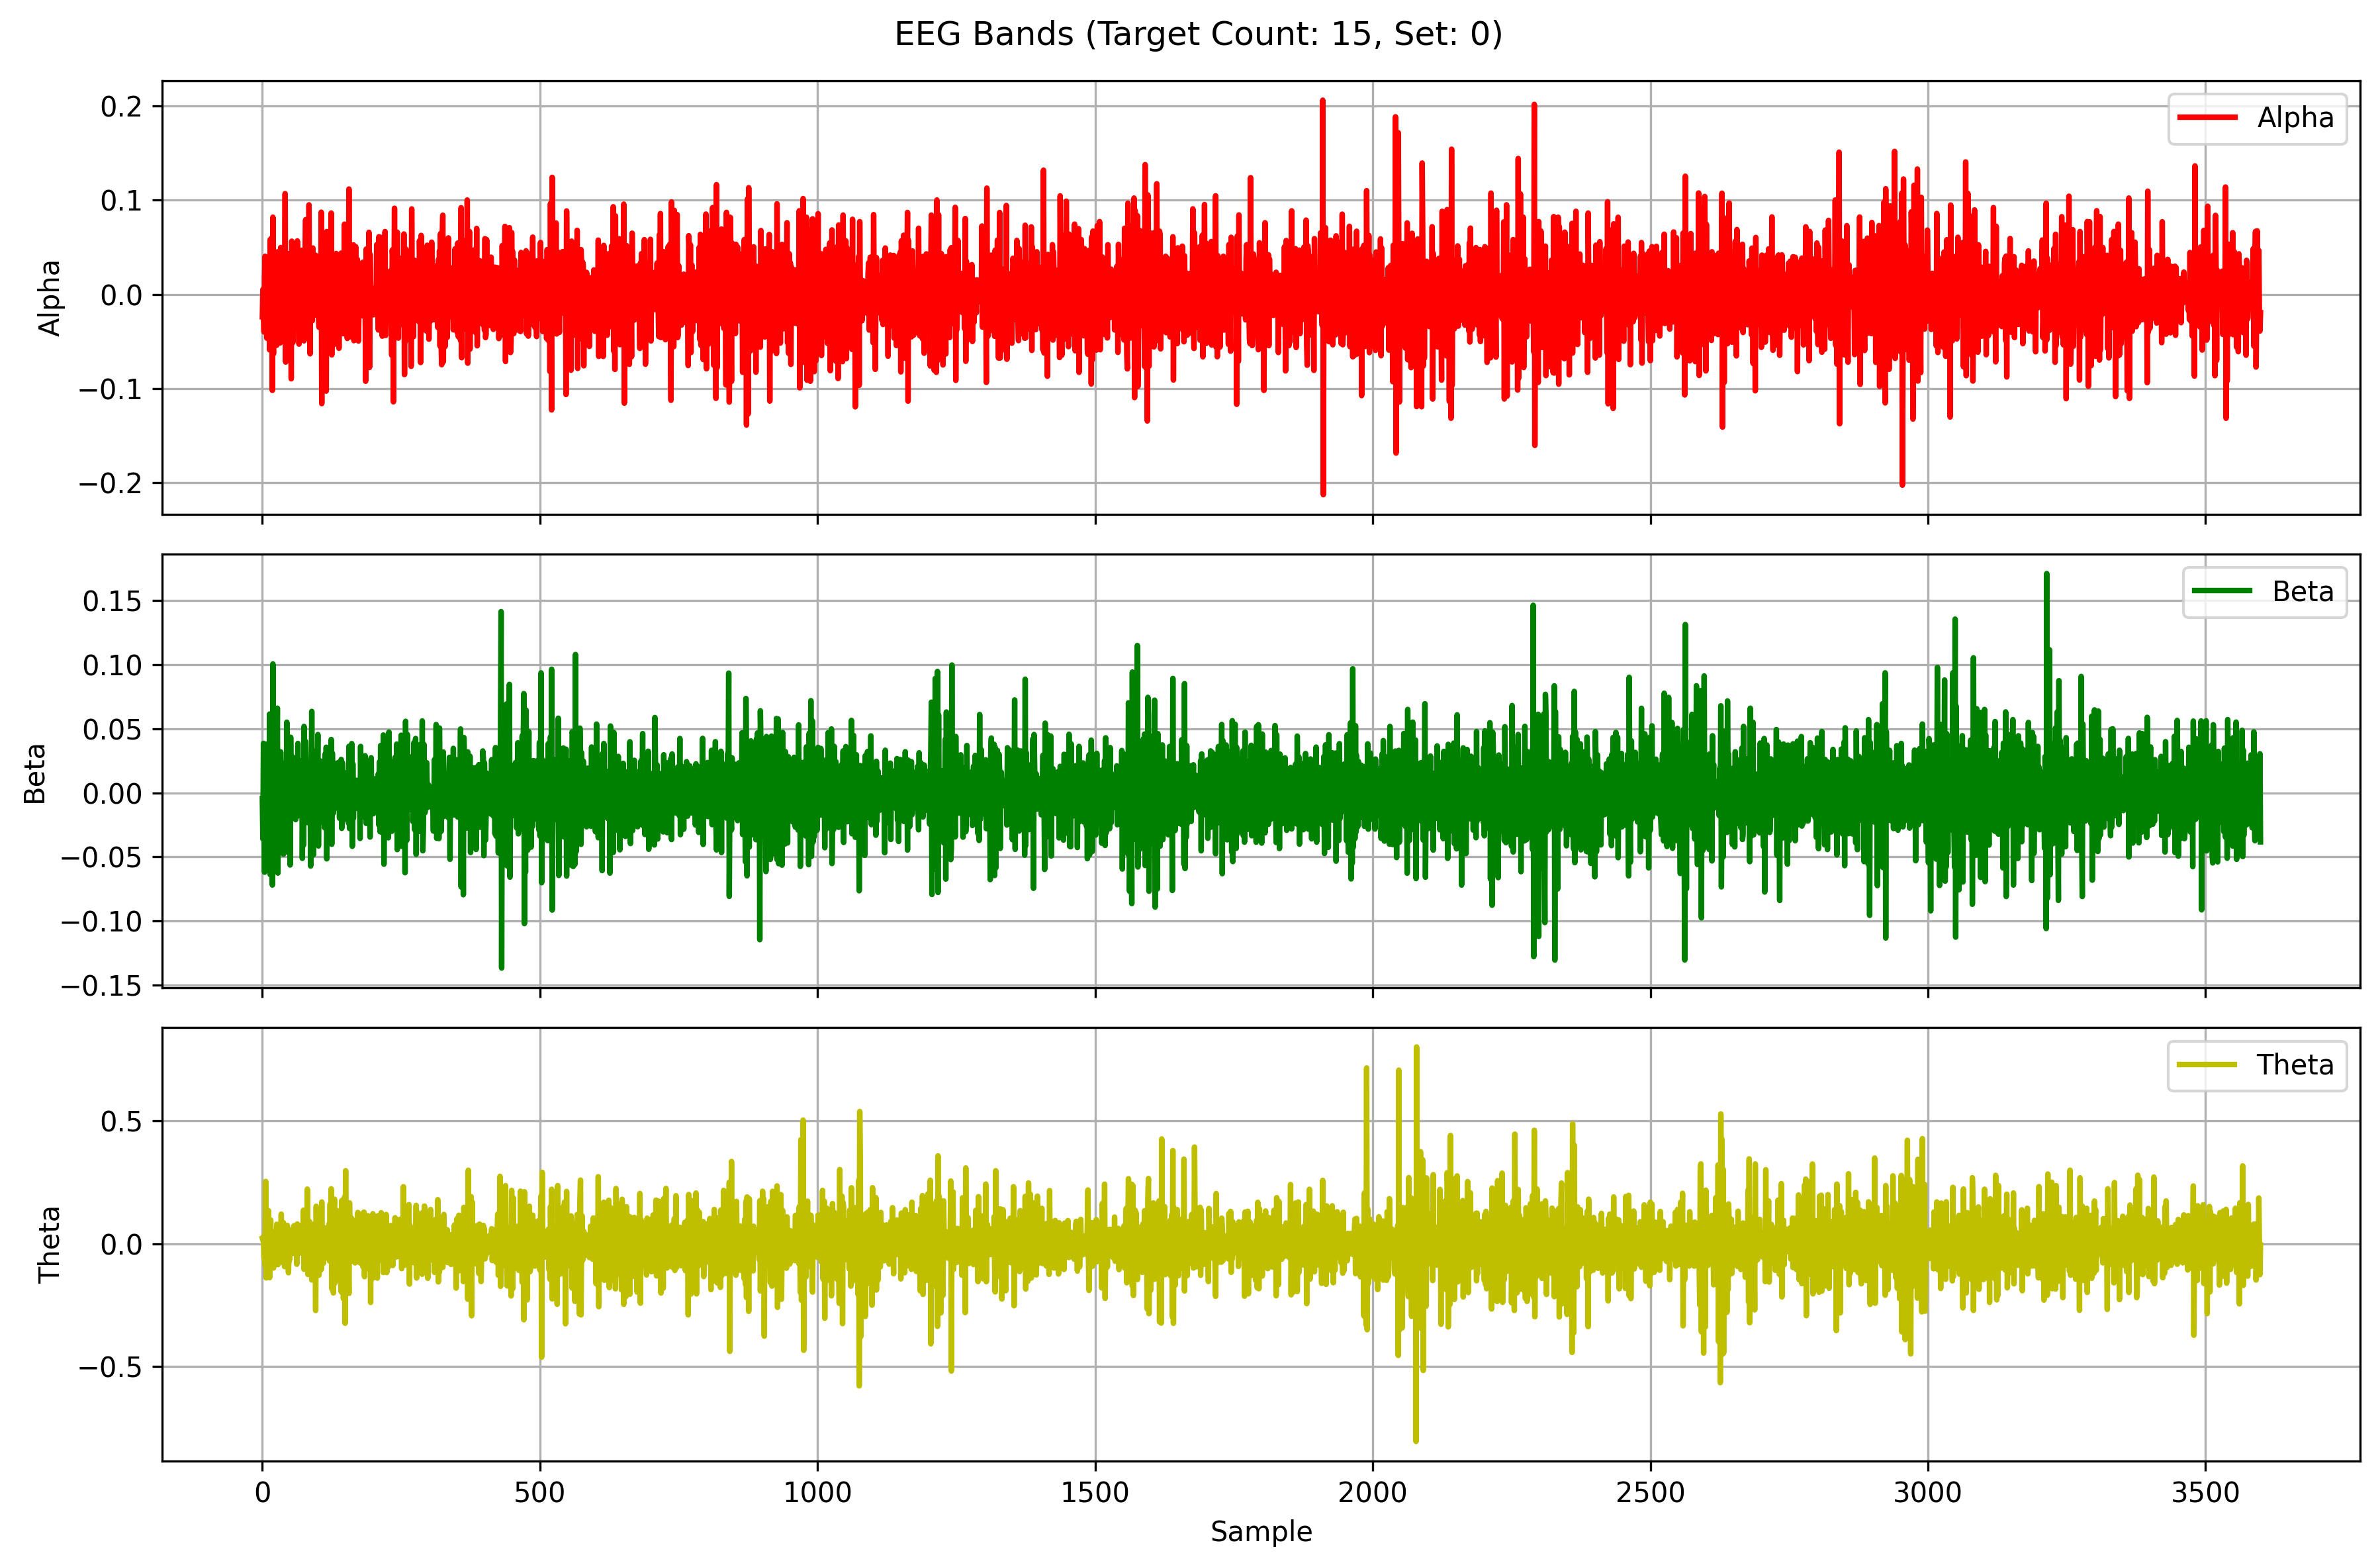 EEG Bands (Target Count: 15, Set: 0)
0.2
0.1
0.0
−0.1
−0.2
Alpha
Alpha
0.15
0.10
0.05
0.00
−0.05
−0.10
−0.15
Beta
Beta
0.5
0.0
−0.5
Theta
Theta
0 500 1000 1500 2000 2500 3000 3500
Sample